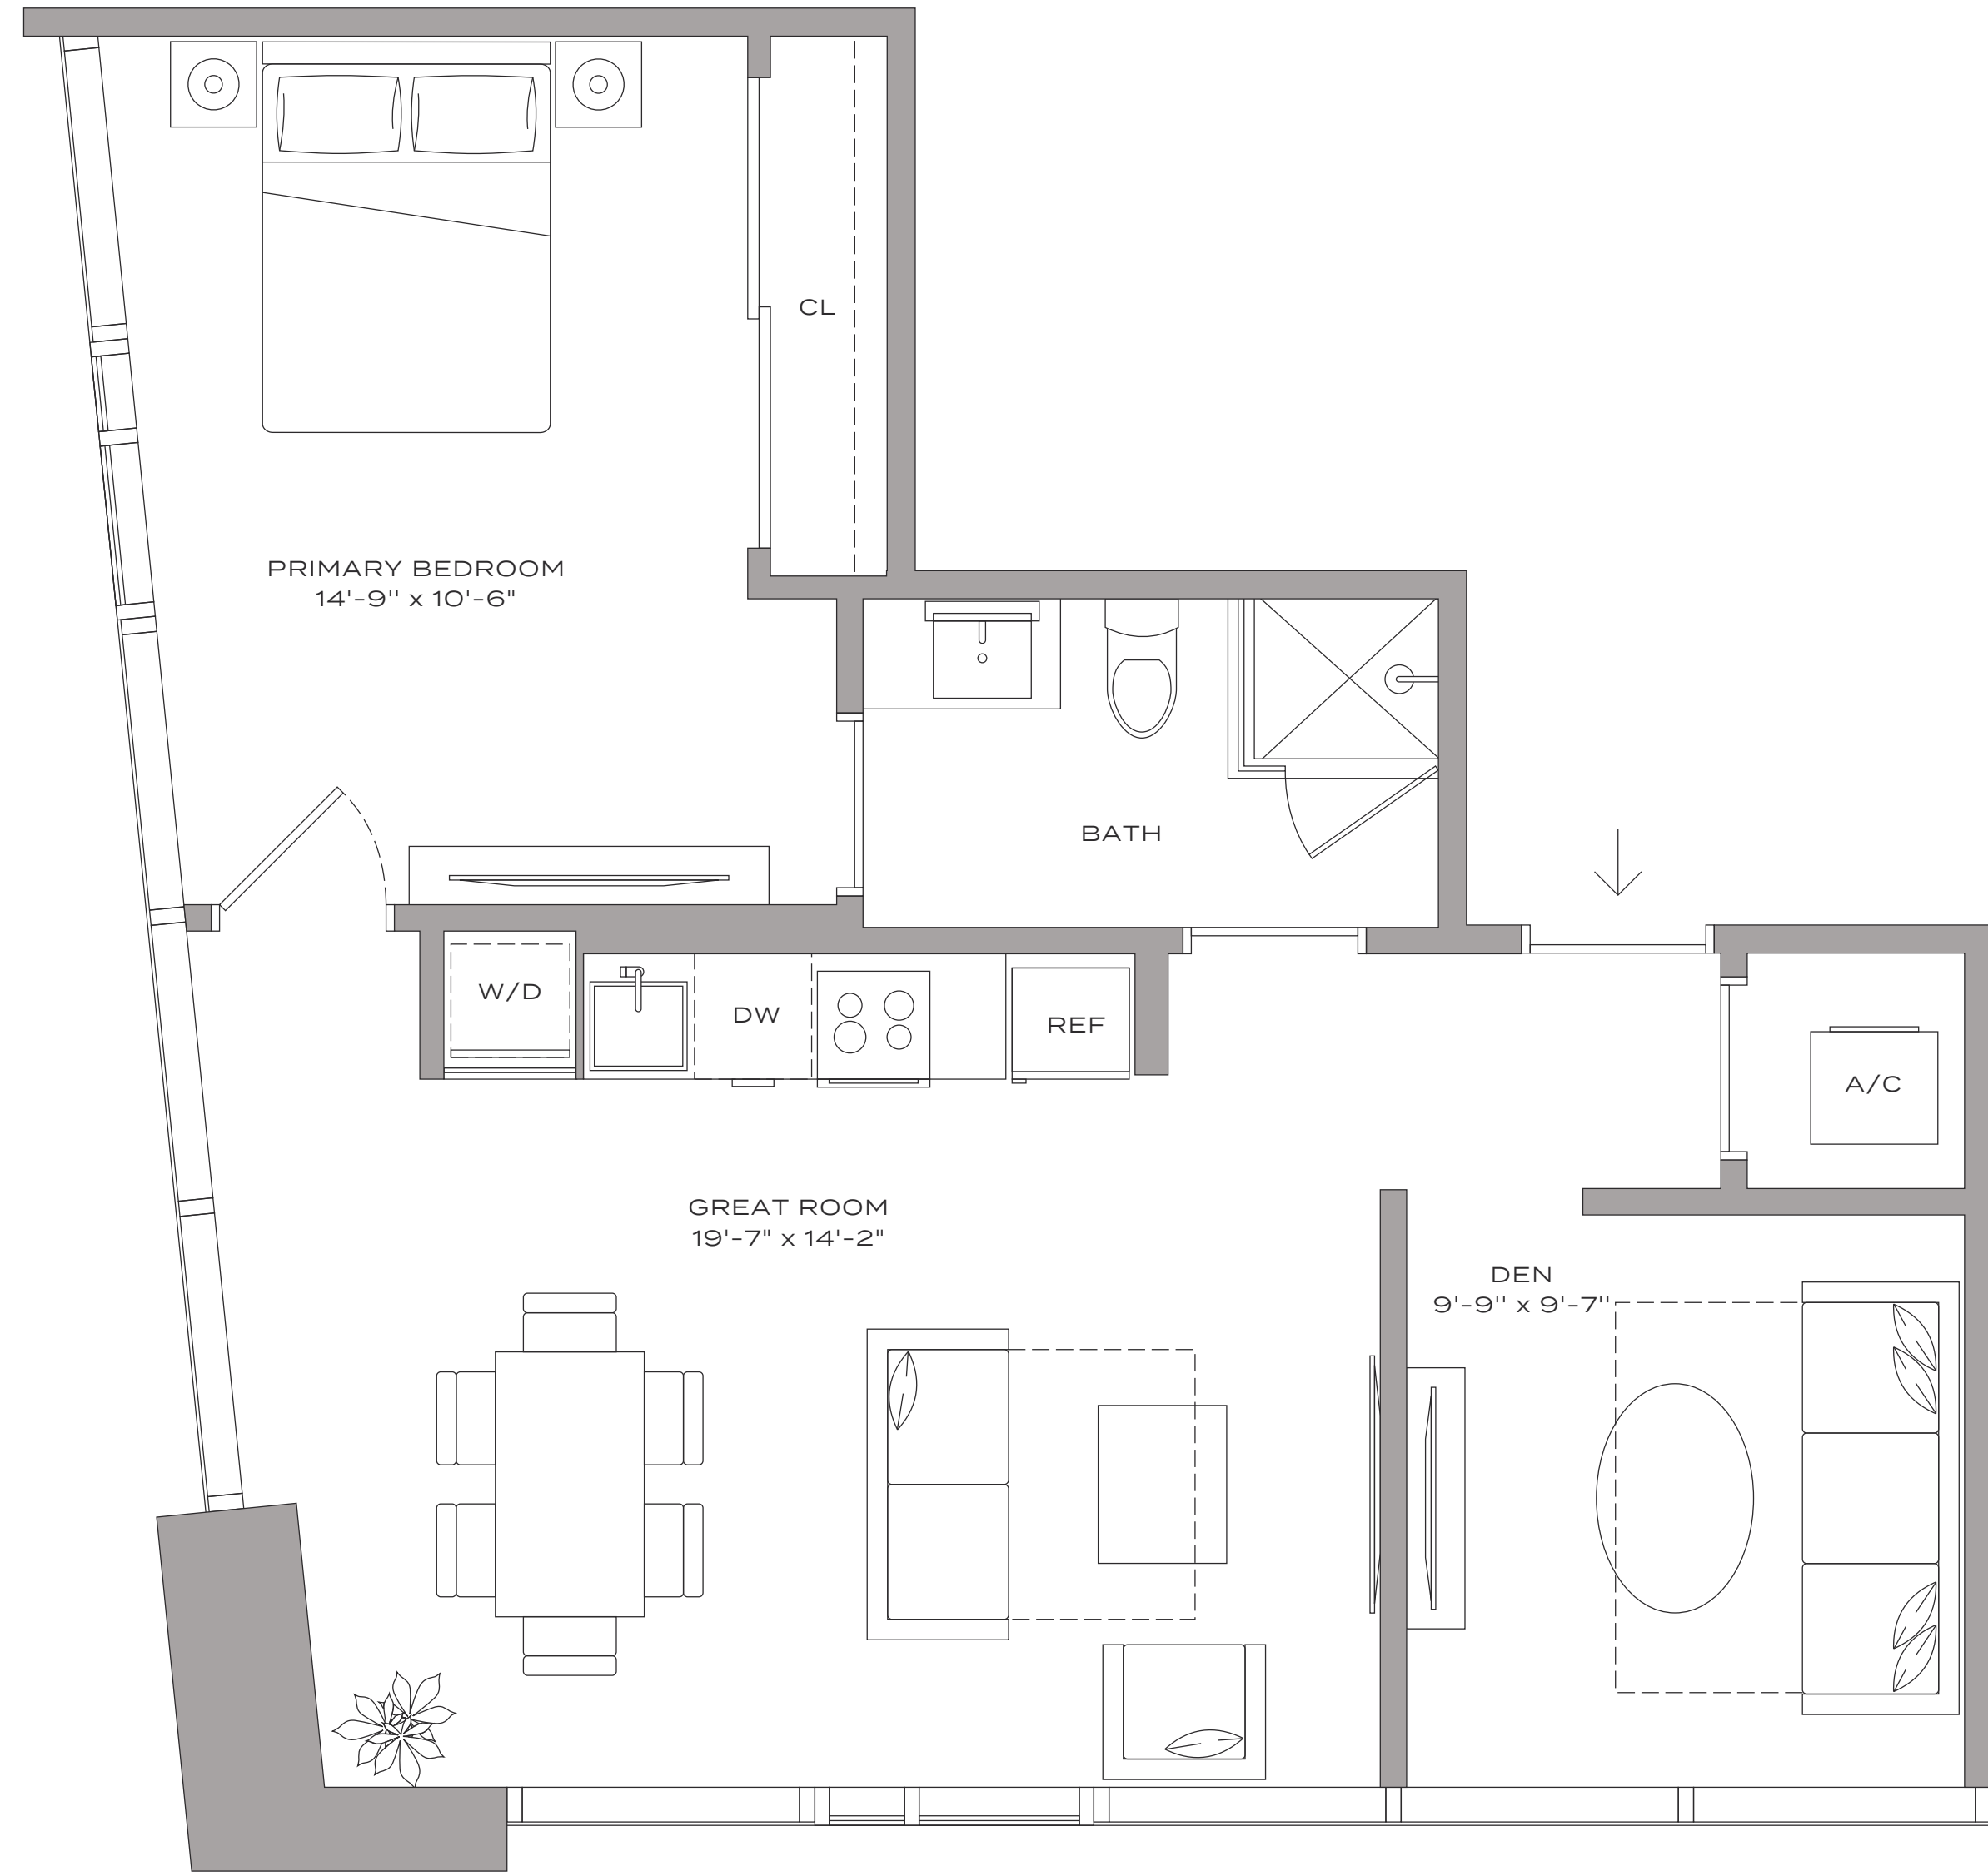 CL
PRIMARY BEDROOM
14'-9'' x 10'-6"
BATH
W/D
DW
REF
A/C
GREAT ROOM
19'-7" x 14'-2"
DEN
9'-9'' x 9'-7''